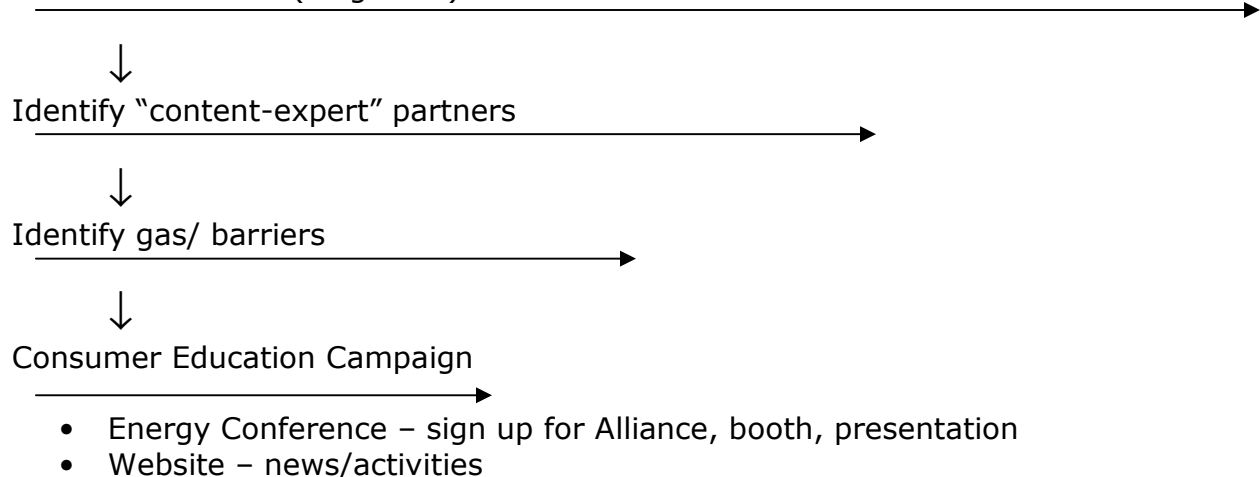 Identify “content-expert” partners
Identify gas/ barriers
Consumer Education Campaign
• Energy Conference – sign up for Alliance, booth, presentation
• Website – news/activities